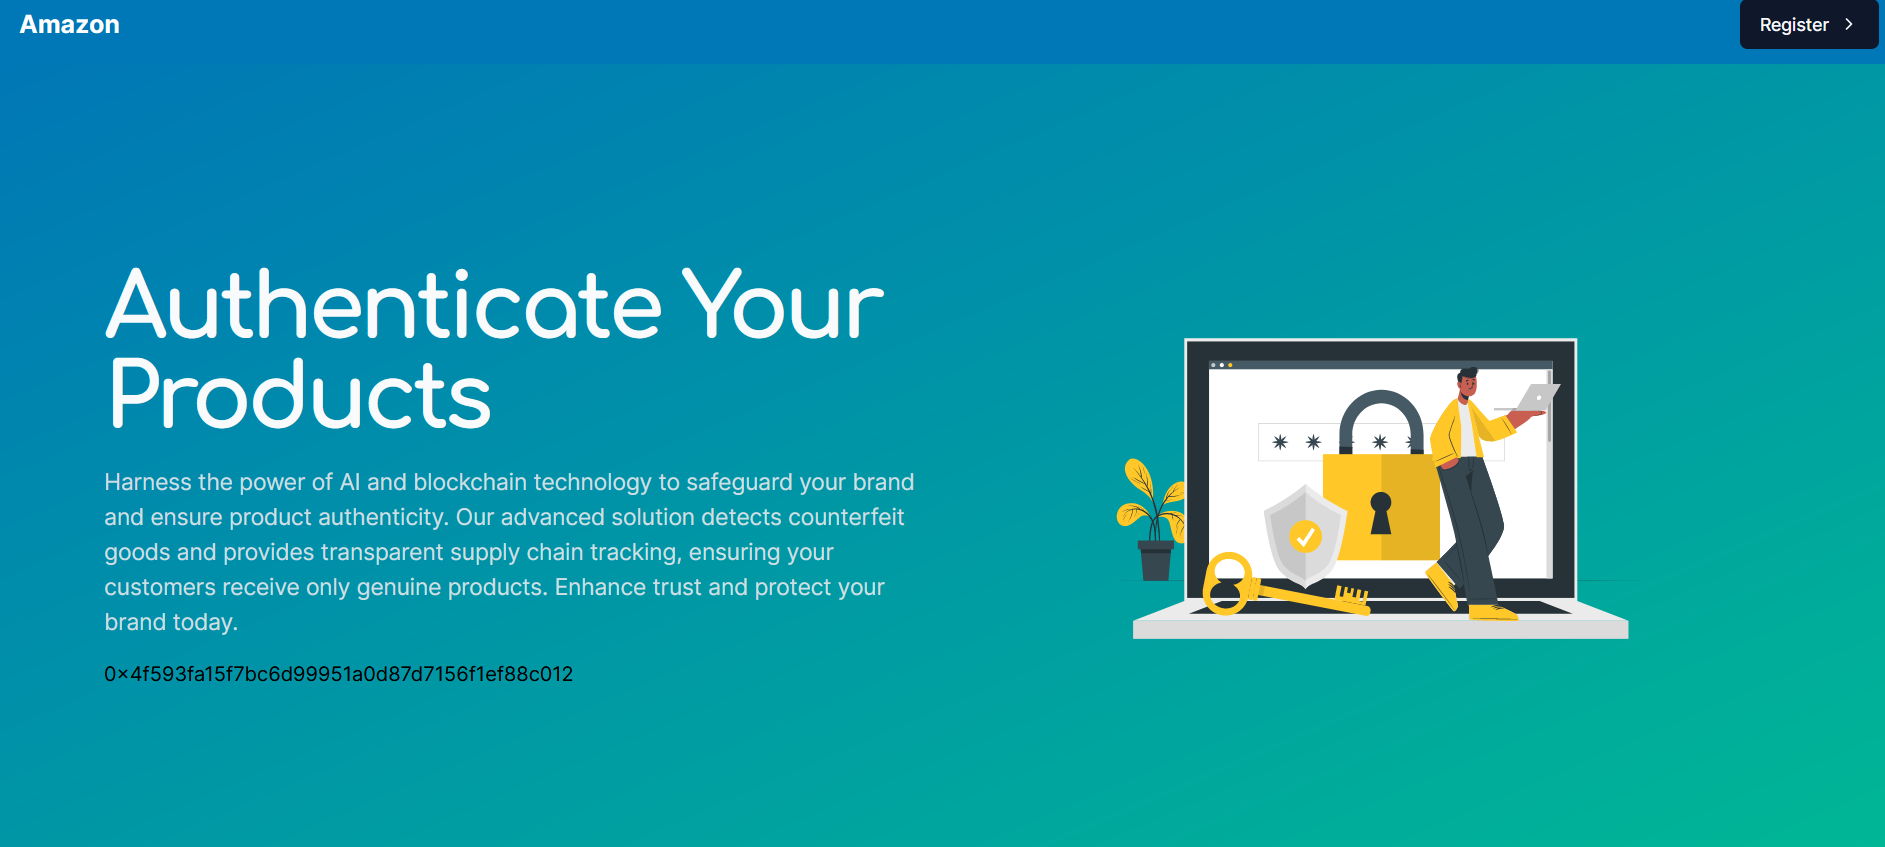 Amazon
Register
Authenticate Your
Products
Harness the power of AI and blockchain technology to safeguard your brand
and ensure product authenticity. Our advanced solution detects counterfeit
goods and provides transparent supply chain tracking, ensuring your
customers receive only genuine products. Enhance trust and protect your
brand today.
0x4f593fa15f7bc6d99951a0d87d7156f1ef88c012